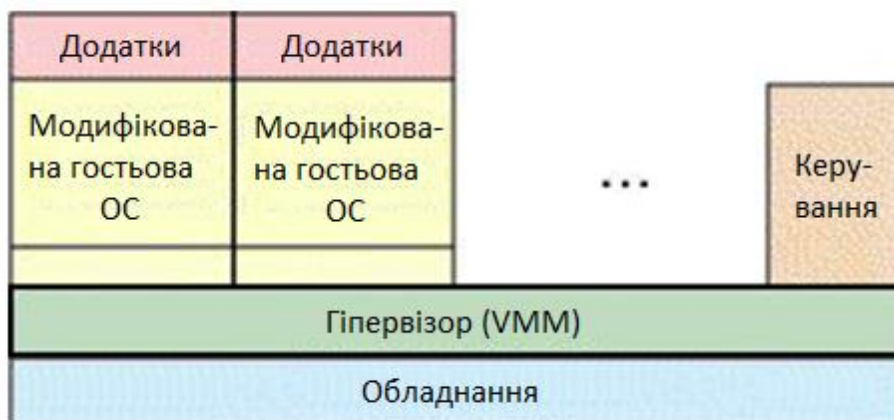 Додатки
Додатки
Модифікова-
на гостьова
ОС
Модифікова-
на гостьова
ОС
...
Керу-
вання
Гіпервізор (VMM)
Обладнання